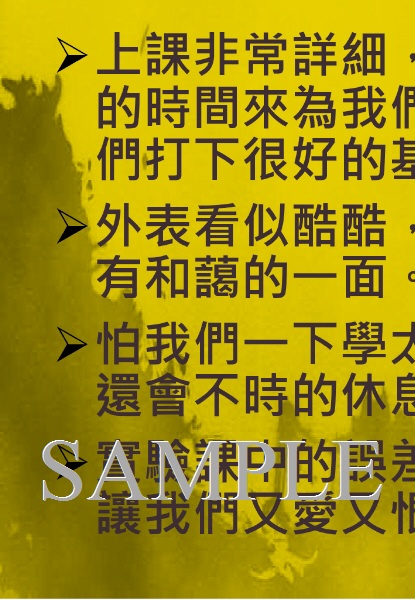 上課非常詳細，
的時間來為我們
們打下很好的基
外表看似酷酷，
有和藹的一面。
怕我們一下學太
還會不時的休息
實驗課中的誤差
SAMPLE
讓我們又愛又恨